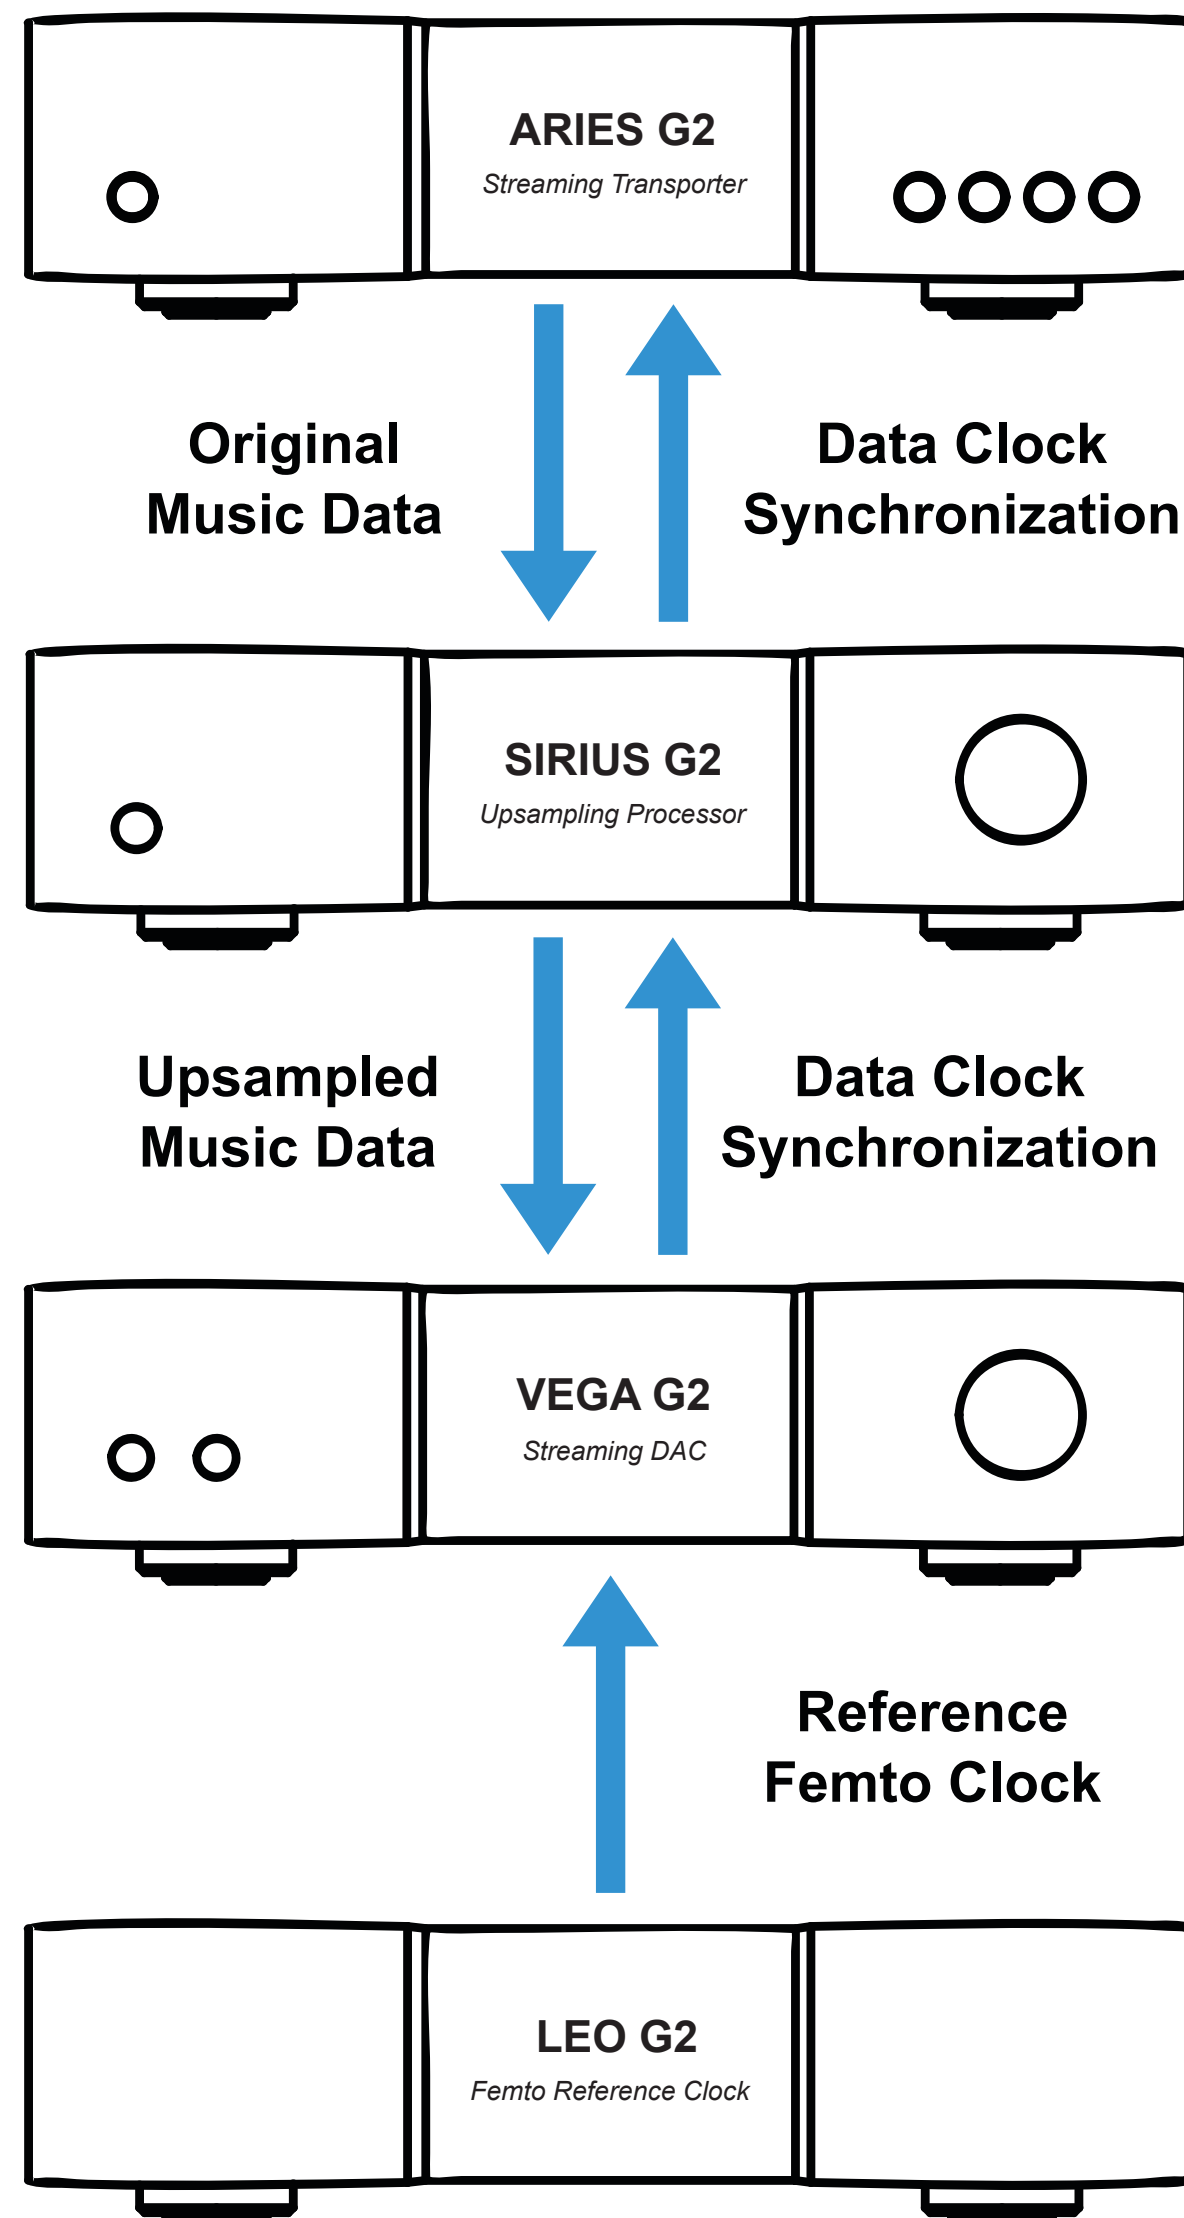 ARIES G2
Streaming Transporter
Original
Music Data
Data Clock
Synchronization
SIRIUS G2
Upsampling Processor
Upsampled
Music Data
Data Clock
Synchronization
VEGA G2
Streaming DAC
Reference
Femto Clock
LEO G2
Femto Reference Clock